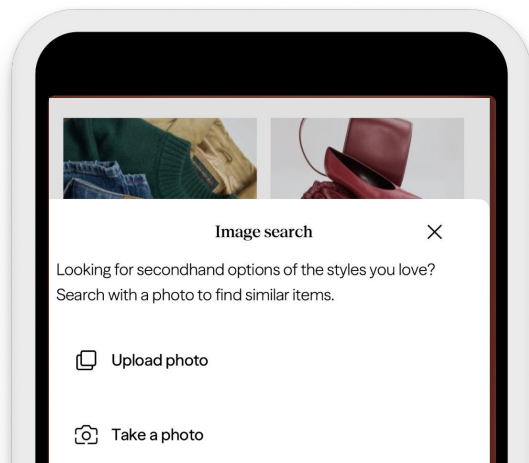 Image search
Looking for secondhand options of the styles you love?
Search with a photo to find similar items.
Upload photo
Take a photo